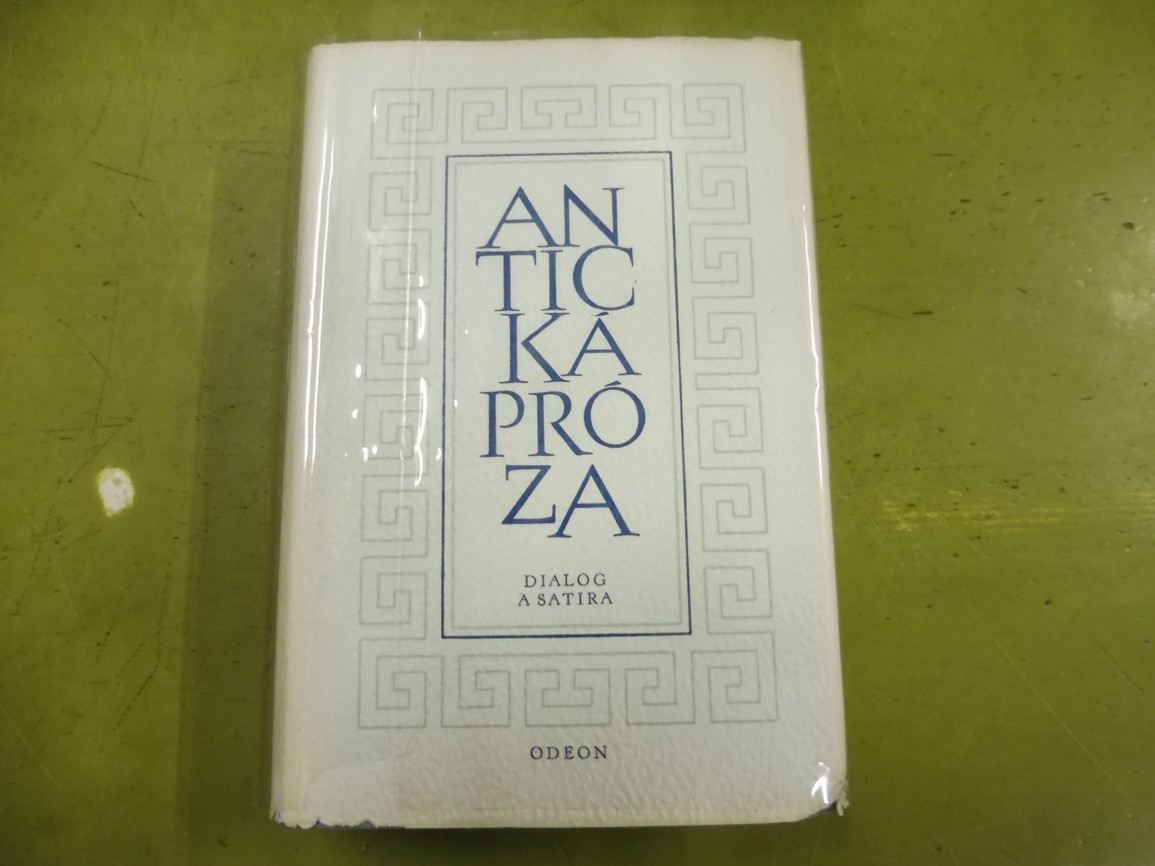 AN
TIC
KÁ
PRÓ
ZA
DIALOG
A SATIRA
ODEON